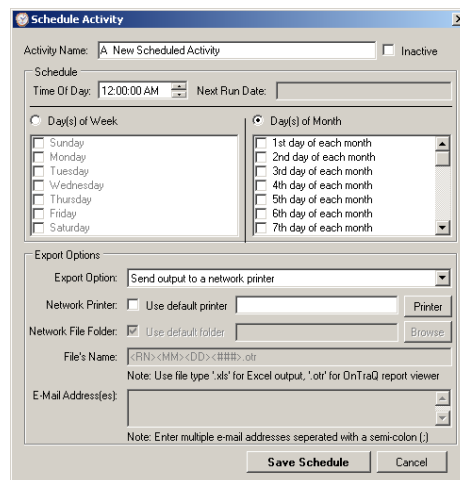 Schedule Activity
Activity Name: A New Scheduled Activity Inactive
Schedule
Time Of Day: 12:00:00 AM Next Run Date:
Day(s) of Week Day(s) of Month
Sunday 1st day of each month
Monday 2nd day of each month
Tuesday 3rd day of each month
Wednesday 4th day of each month
Thursday 5th day of each month
Friday 6th day of each month
Saturday 7th day of each month
Export Options
Export Option: Send output to a network printer
Network Printer: Use default printer Printer
Network File Folder: Use default folder Browse
File's Name: <RN><MM><DD><###>.otr
Note: Use file type '.xls' for Excel output, '.otr' for OnTraQ report viewer
E-Mail Address(es):
Note: Enter multiple e-mail addresses seperated with a semi-colon (;)
Save Schedule Cancel